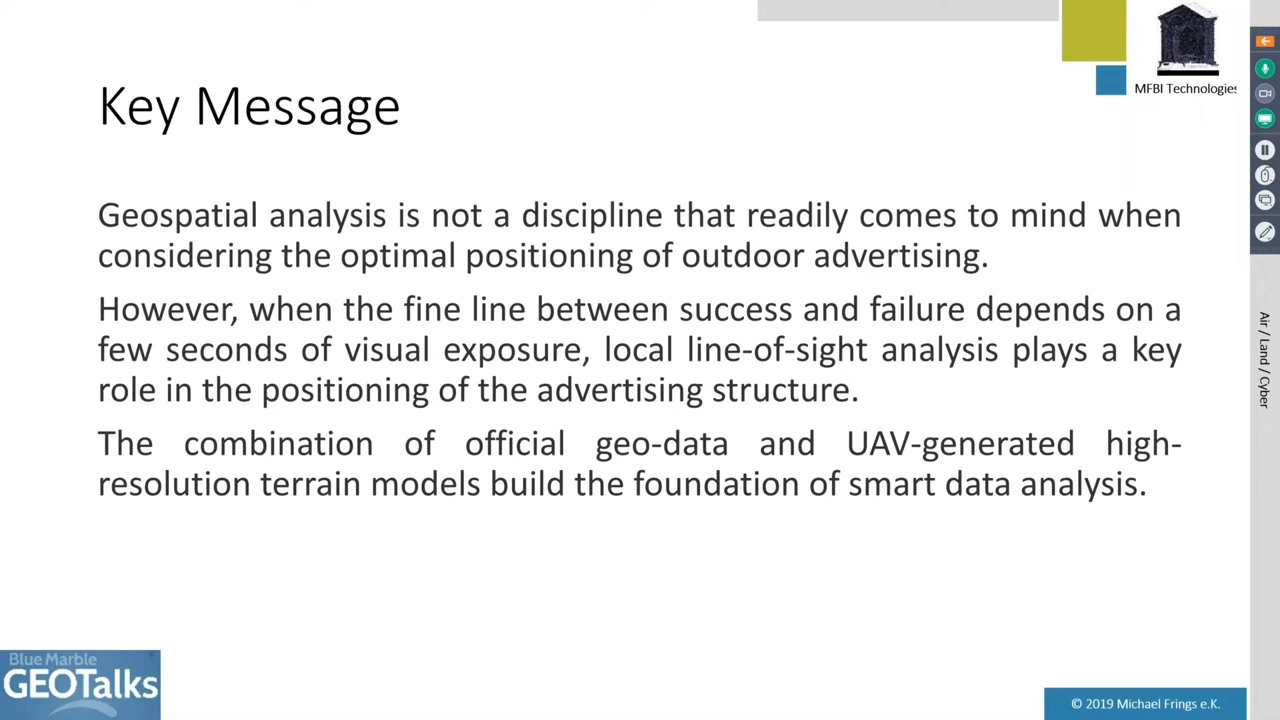 MFBI Technologies
Key Message
Geospatial analysis is not a discipline that readily comes to mind when
considering the optimal positioning of outdoor advertising.
However, when the fine line between success and failure depends on a
few seconds of visual exposure, local line-of-sight analysis plays a key
role in the positioning of the advertising structure.
The combination of official geo-data and UAV-generated high-
resolution terrain models build the foundation of smart data analysis.
Air / Land / Cyber
Blue Marble
GEOTalks
© 2019 Michael Frings e.K.